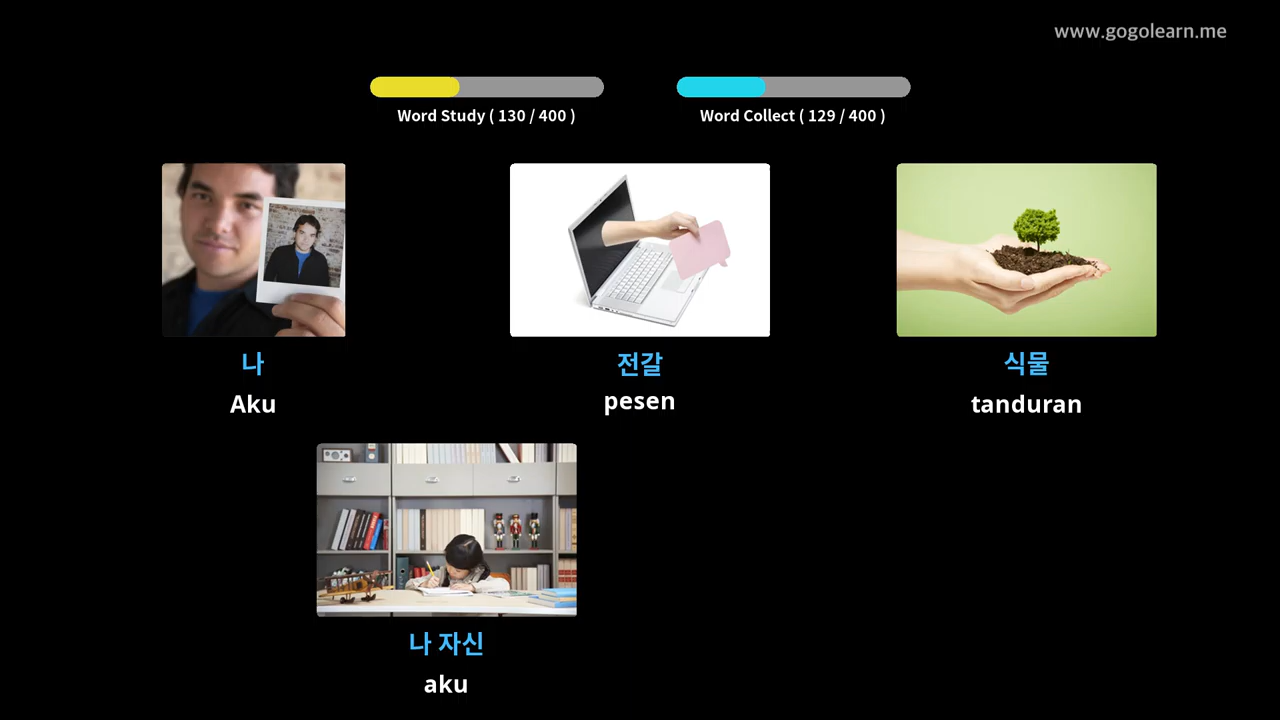 www.gogolearn.me
Word Study ( 130 / 400 )
Word Collect ( 129 / 400 )
나
Aku
전갈
pesen
식물
tanduran
나 자신
aku